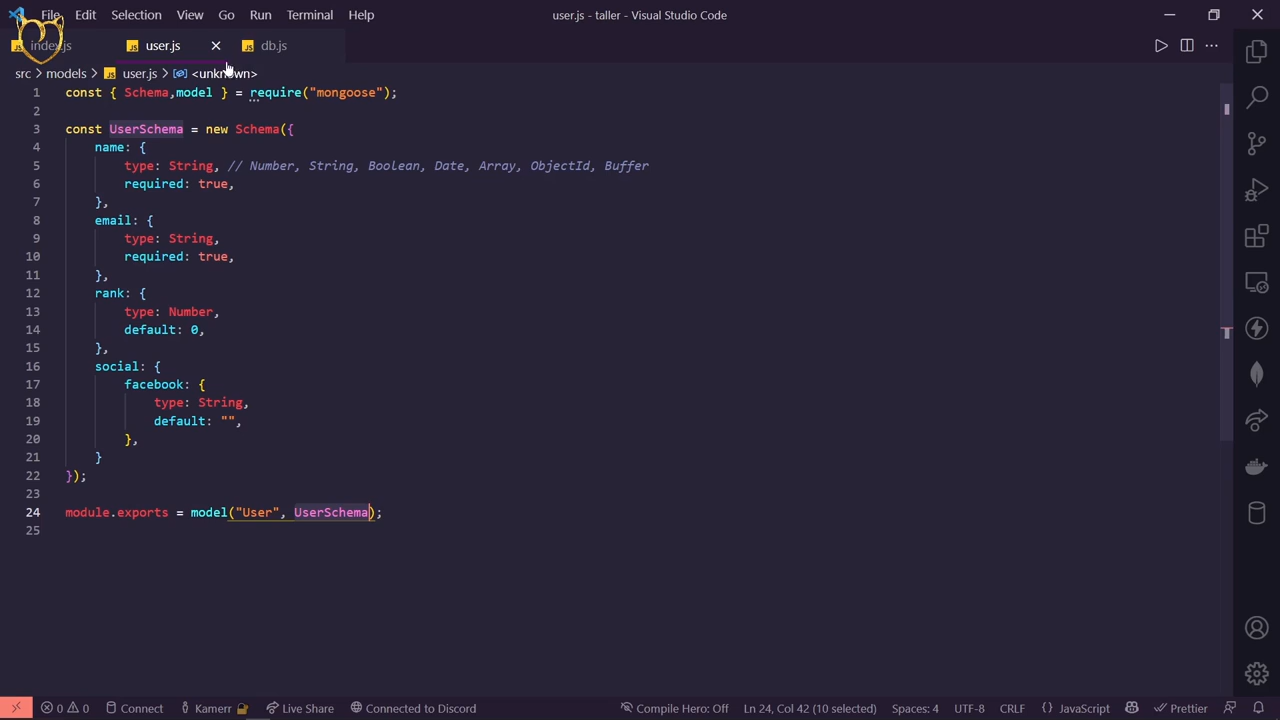 File Edit Selection View Go Run Terminal Help user.js - taller - Visual Studio Code
index.js user.js db.js
src > models > user.js > <unknown>
1 const { Schema,model } = require("mongoose");
2
3 const UserSchema = new Schema({
4 name: {
5 type: String, // Number, String, Boolean, Date, Array, ObjectId, Buffer
6 required: true,
7 },
8 email: {
9 type: String,
10 required: true,
11 },
12 rank: {
13 type: Number,
14 default: 0,
15 },
16 social: {
17 facebook: {
18 type: String,
19 default: "",
20 },
21 }
22 });
23
24 module.exports = model("User", UserSchema);
25
0 0 Connect Kamerr Live Share Connected to Discord Compile Hero: Off Ln 24, Col 42 (10 selected) Spaces: 4 UTF-8 CRLF {} JavaScript Prettier